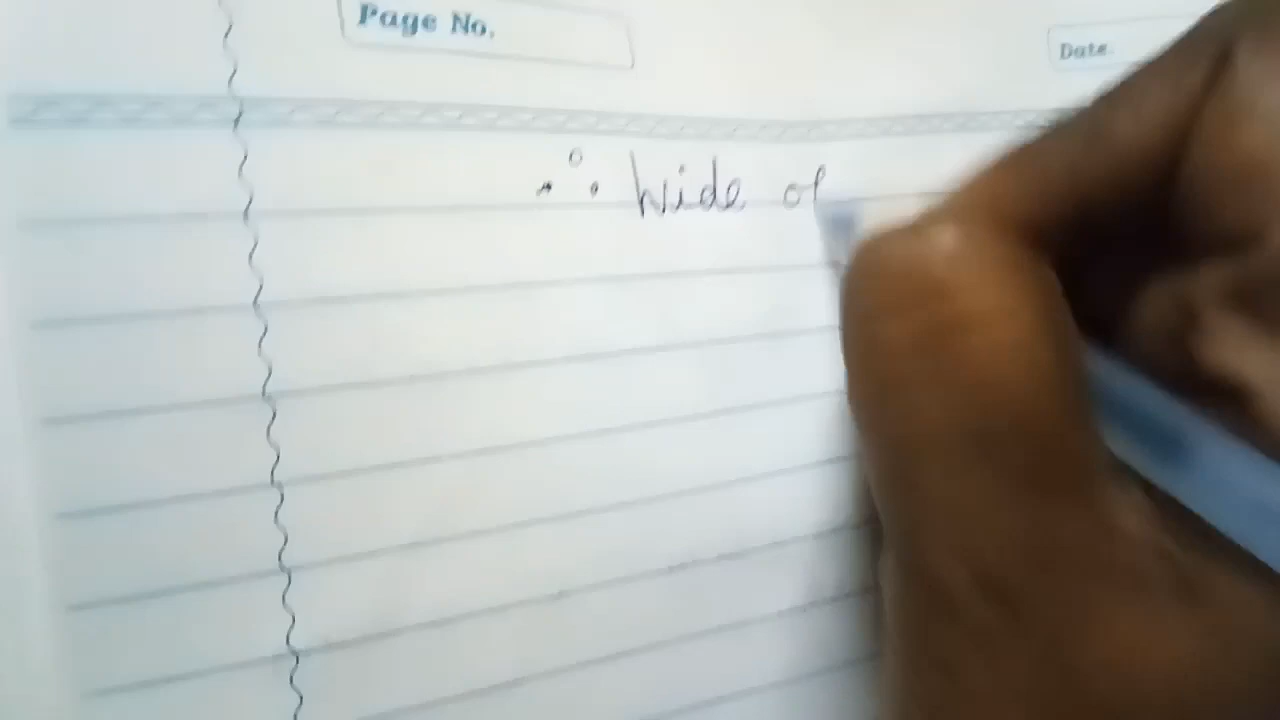 Page No.
Date.
∴ Wide of